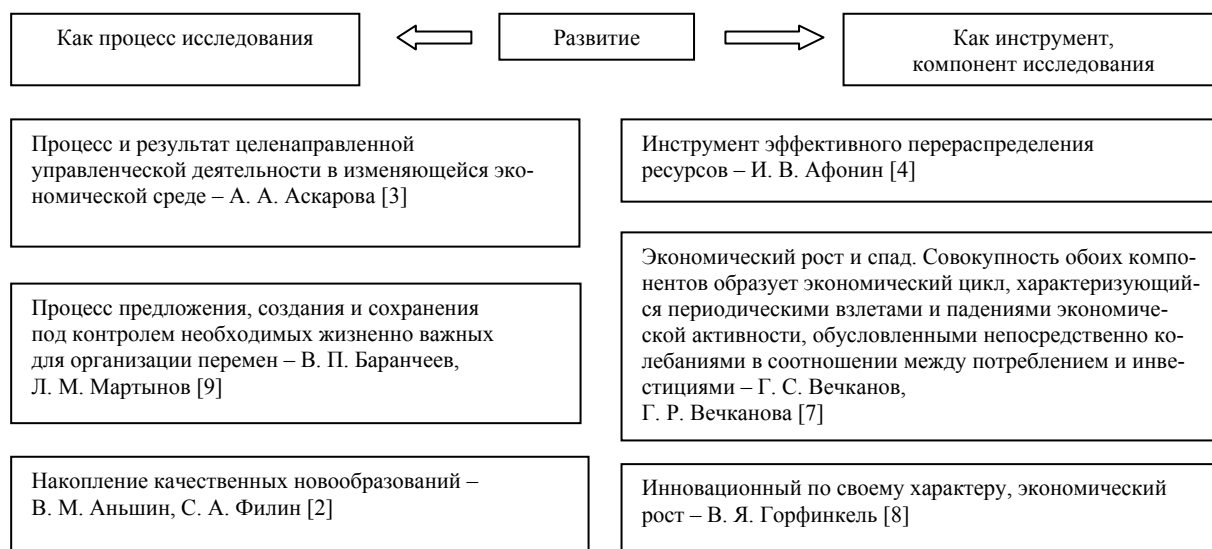 Как процесс исследования
Развитие
Как инструмент,
компонент исследования
Процесс и результат целенаправленной
управленческой деятельности в изменяющейся эко-
номической среде – А. А. Аскарова [3]
Процесс предложения, создания и сохранения
под контролем необходимых жизненно важных
для организации перемен – В. П. Баранчеев,
Л. М. Мартынов [9]
Накопление качественных новообразований –
В. М. Аньшин, С. А. Филин [2]
Инструмент эффективного перераспределения
ресурсов – И. В. Афонин [4]
Экономический рост и спад. Совокупность обоих компо-
нентов образует экономический цикл, характеризующий-
ся периодическими взлетами и падениями экономиче-
ской активности, обусловленными непосредственно ко-
лебаниями в соотношении между потреблением и инве-
стициями – Г. С. Вечканов,
Г. Р. Вечканова [7]
Инновационный по своему характеру, экономический
рост – В. Я. Горфинкель [8]